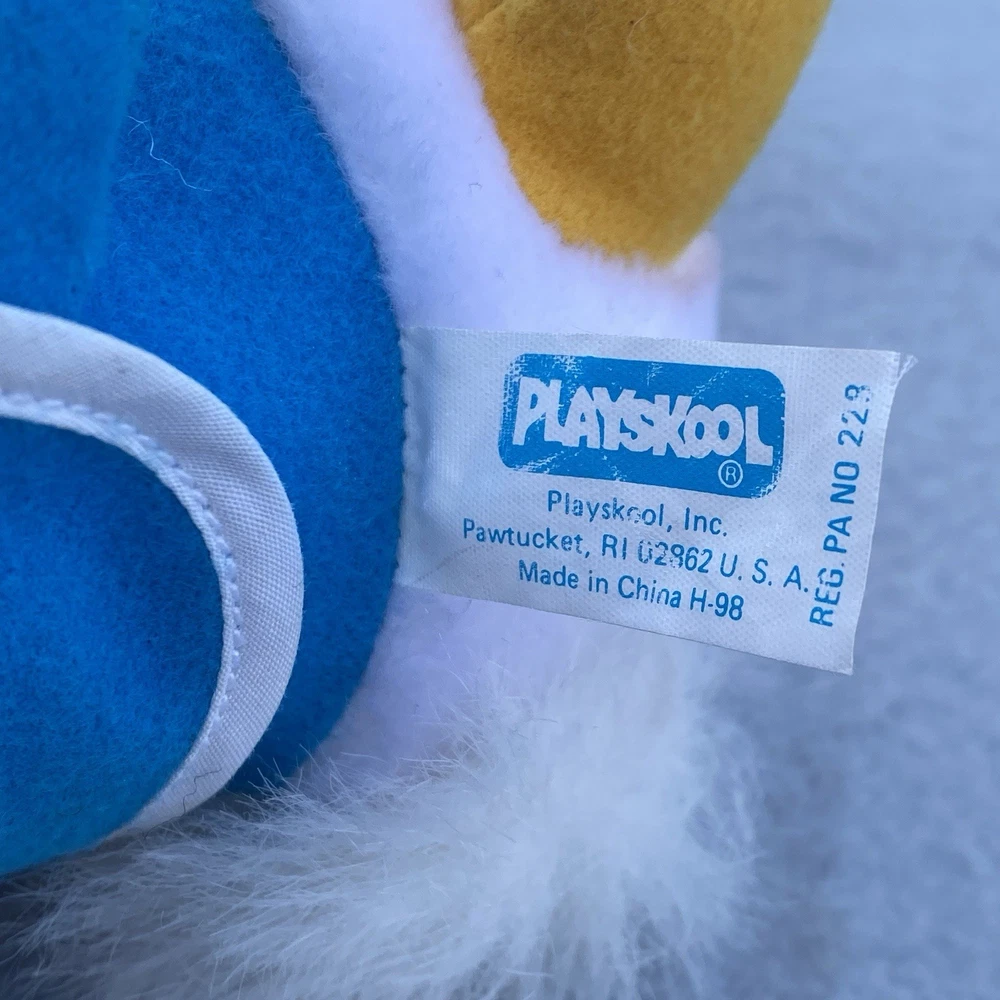 PLAYSKOOL®
Playskool, Inc.
Pawtucket, RI 02862 U. S. A.
Made in China H-98
REG. PA NO 229